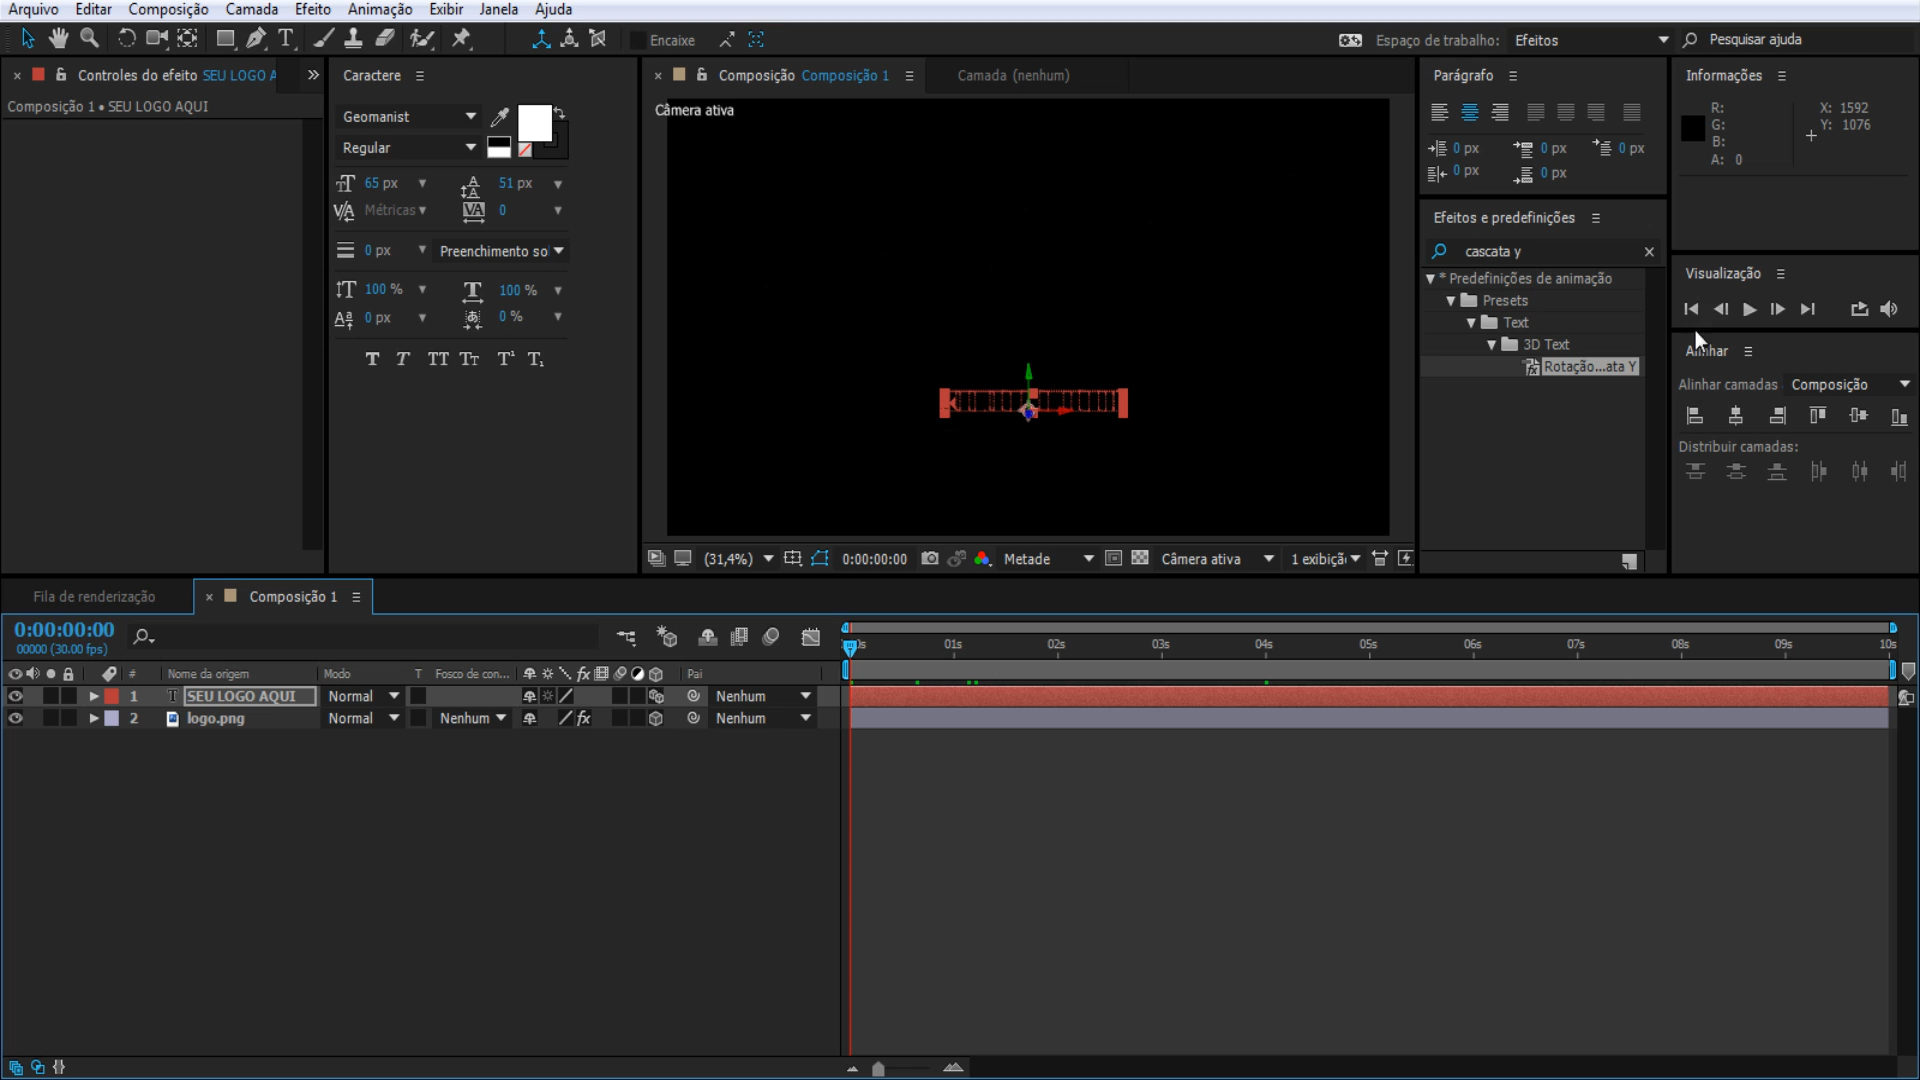 Arquivo Editar Composição Camada Efeito Animação Exibir Janela Ajuda
Encaixe
Espaço de trabalho: Efeitos
Pesquisar ajuda
Controles do efeito SEU LOGO A
Composição 1 • SEU LOGO AQUI
Caractere
Geomanist
Regular
65 px
51 px
Métricas
0
0 px
Preenchimento so
100 %
100 %
0 px
0 %
Composição Composição 1
Camada (nenhum)
Câmera ativa
(31,4%)
0:00:00:00
Metade
Câmera ativa
1 exibiçã
Parágrafo
0 px
0 px
0 px
0 px
0 px
Efeitos e predefinições
cascata y
* Predefinições de animação
Presets
Text
3D Text
Rotação...ata Y
Informações
R:
G:
B:
A: 0
X: 1592
Y: 1076
Visualização
Alinhar
Alinhar camadas
Composição
Distribuir camadas:
Fila de renderização
Composição 1
0:00:00:00
00000 (30.00 fps)
01s 02s 03s 04s 05s 06s 07s 08s 09s 10s
# Nome da origem Modo T Fosco de con... Pai
1 SEU LOGO AQUI Normal Nenhum
2 logo.png Normal Nenhum Nenhum